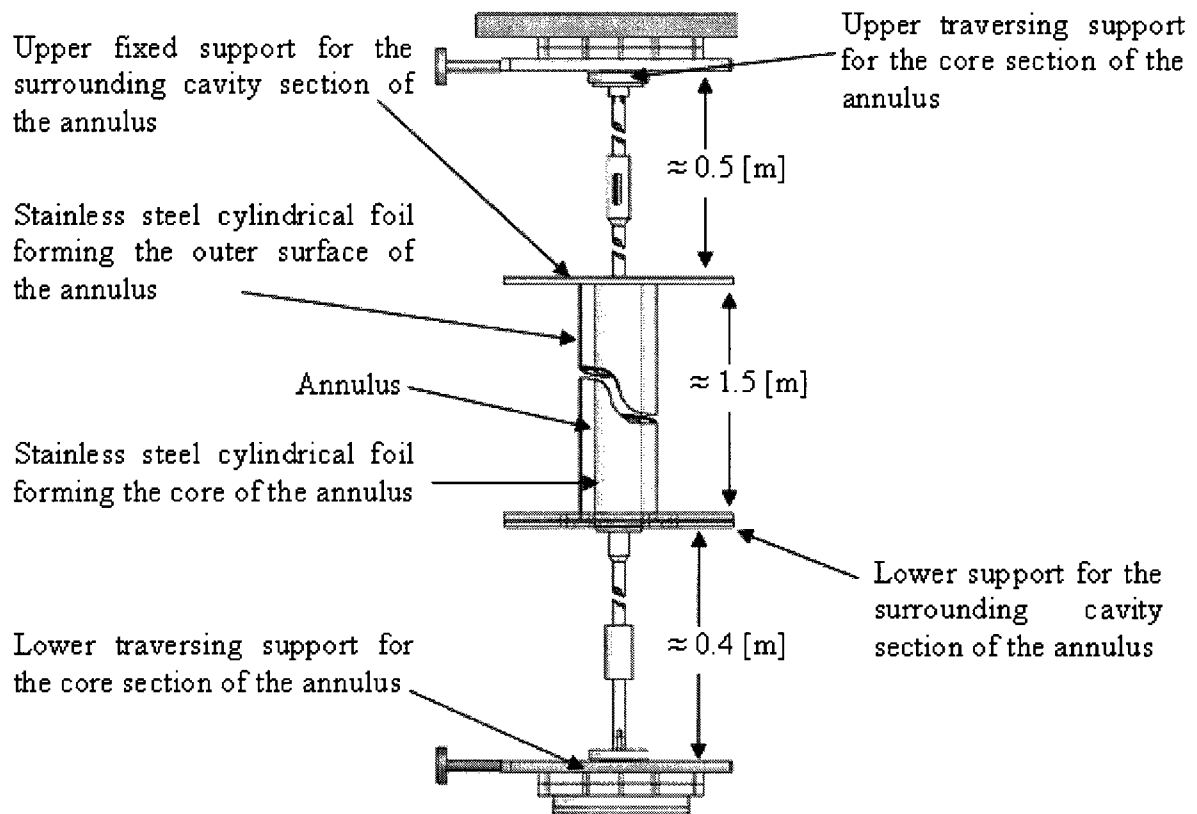 Upper fixed support for the
surrounding cavity section of
the annulus
Upper traversing support
for the core section of the
annulus
≈ 0.5 [m]
Stainless steel cylindrical foil
forming the outer surface of
the annulus
Annulus
≈ 1.5 [m]
Stainless steel cylindrical foil
forming the core of the annulus
Lower support for the
surrounding cavity
section of the annulus
≈ 0.4 [m]
Lower traversing support for
the core section of the annulus